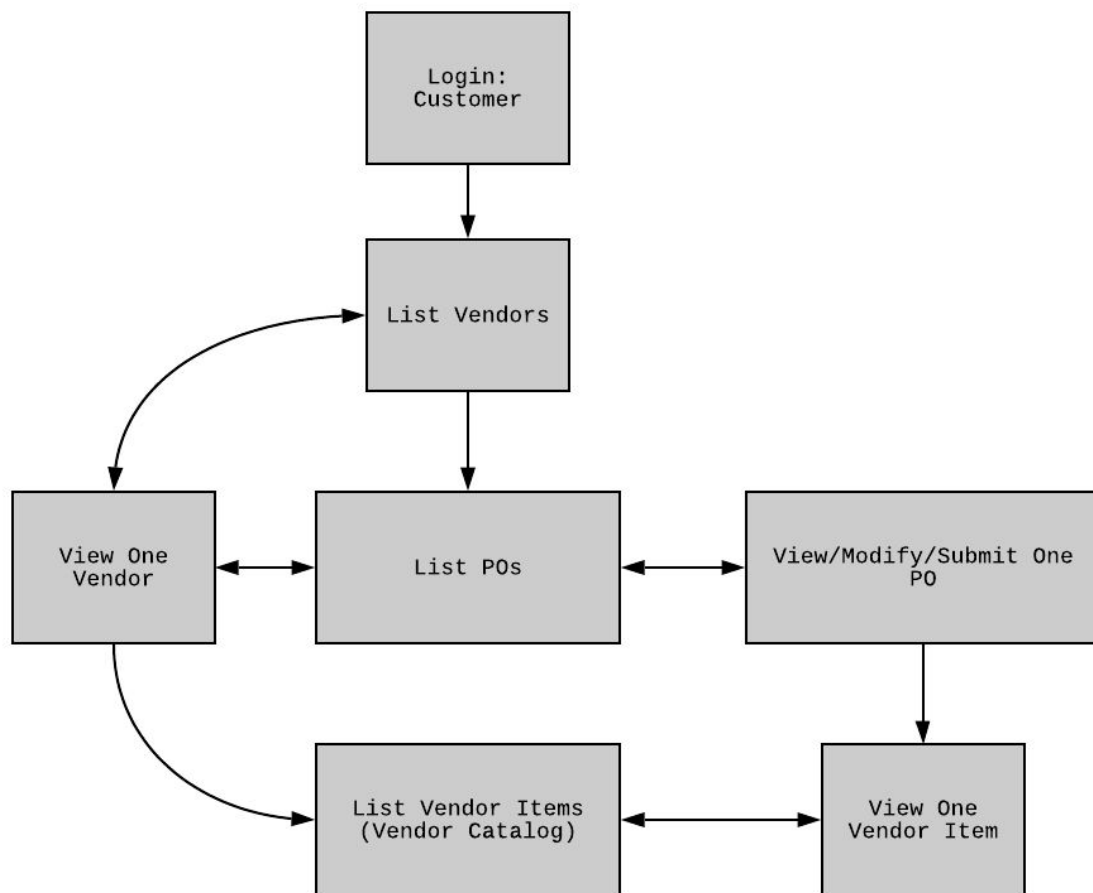 Login:
Customer
List Vendors
View One
Vendor
List POs
View/Modify/Submit One
PO
List Vendor Items
(Vendor Catalog)
View One
Vendor Item